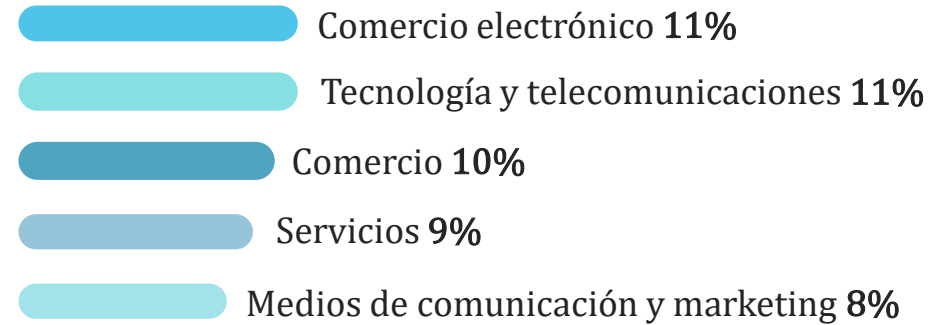 Comercio electrónico 11%
Tecnología y telecomunicaciones 11%
Comercio 10%
Servicios 9%
Medios de comunicación y marketing 8%